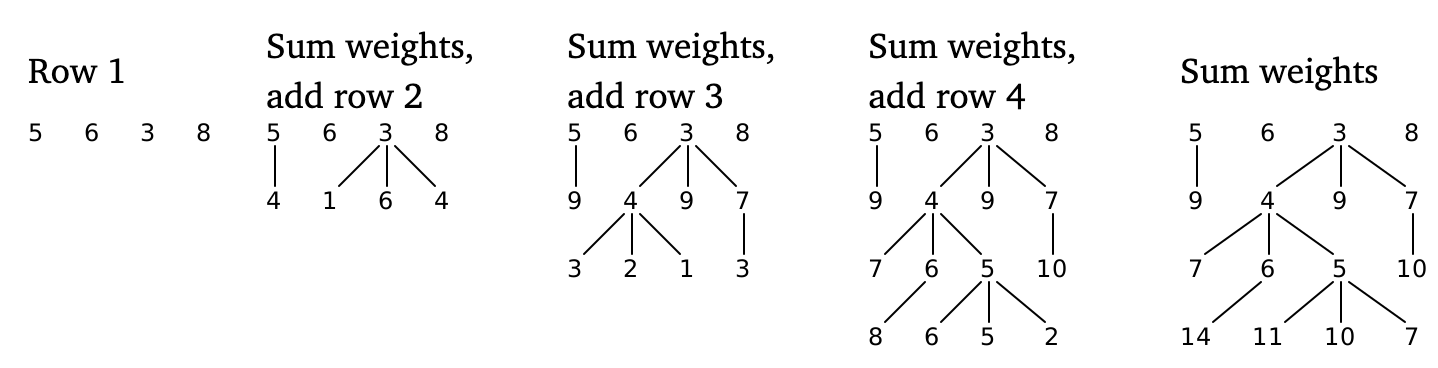 Row 1
5 6 3 8
Sum weights,
add row 2
5 6 3 8
4 1 6 4
Sum weights,
add row 3
5 6 3 8
9 4 9 7
3 2 1 3
Sum weights,
add row 4
5 6 3 8
9 4 9 7
7 6 5 10
8 6 5 2
Sum weights
5 6 3 8
9 4 9 7
7 6 5 10
14 11 10 7